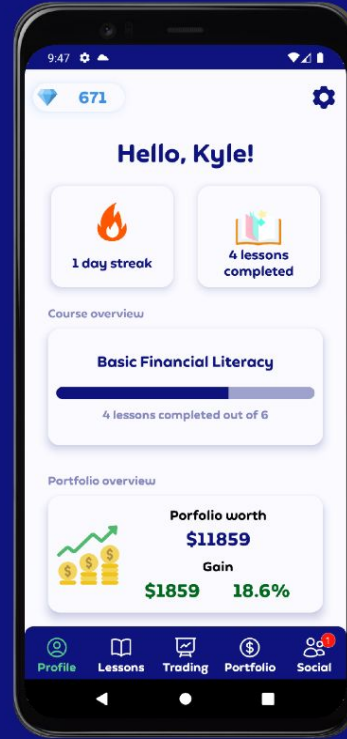 9:47
671
Hello, Kyle!
1 day streak
4 lessons
completed
Course overview
Basic Financial Literacy
4 lessons completed out of 6
Portfolio overview
Porfolio worth
$11859
Gain
$1859 18.6%
1
Profile Lessons Trading Portfolio Social